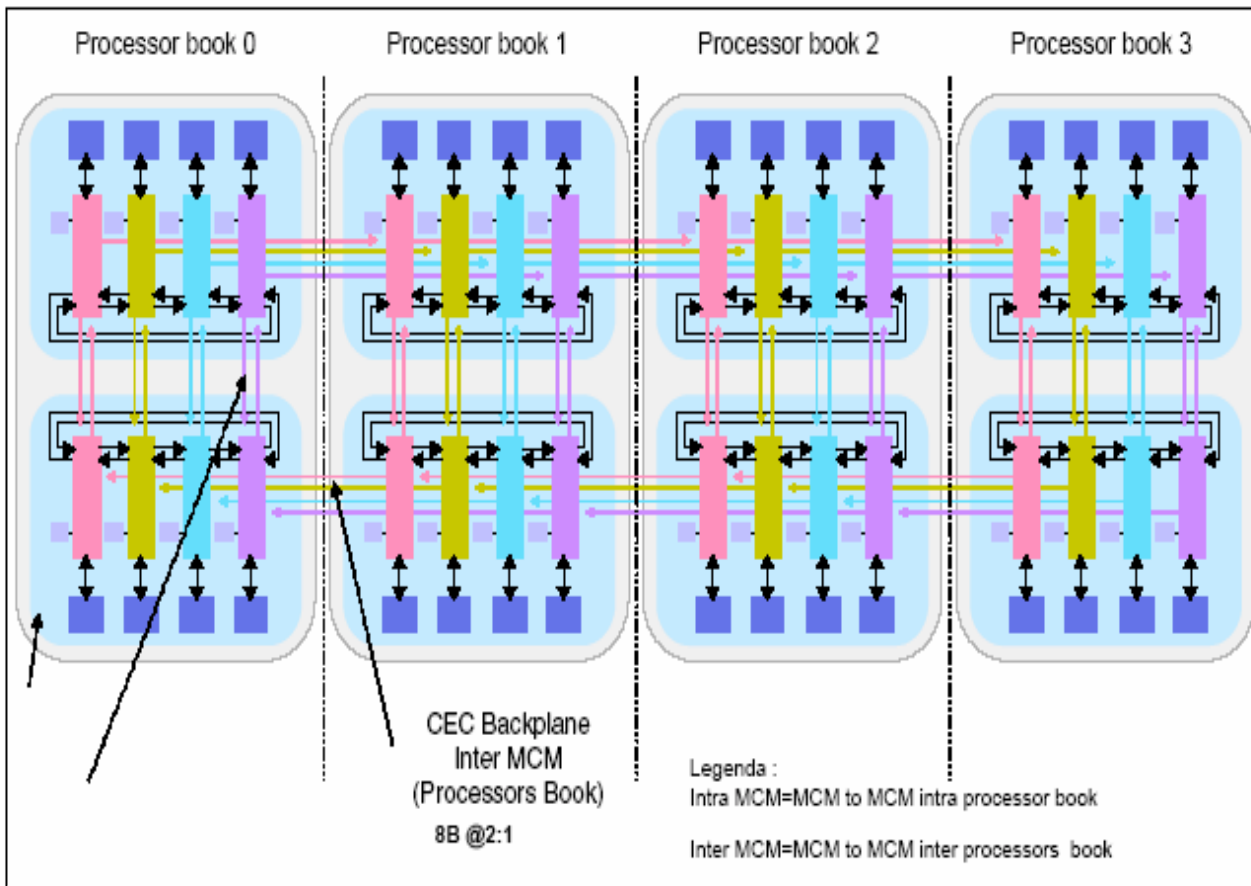 Processor book 0
Processor book 1
Processor book 2
Processor book 3
CEC Backplane
Inter MCM
(Processors Book)
8B @2:1
Legenda :
Intra MCM=MCM to MCM intra processor book
Inter MCM=MCM to MCM inter processors book